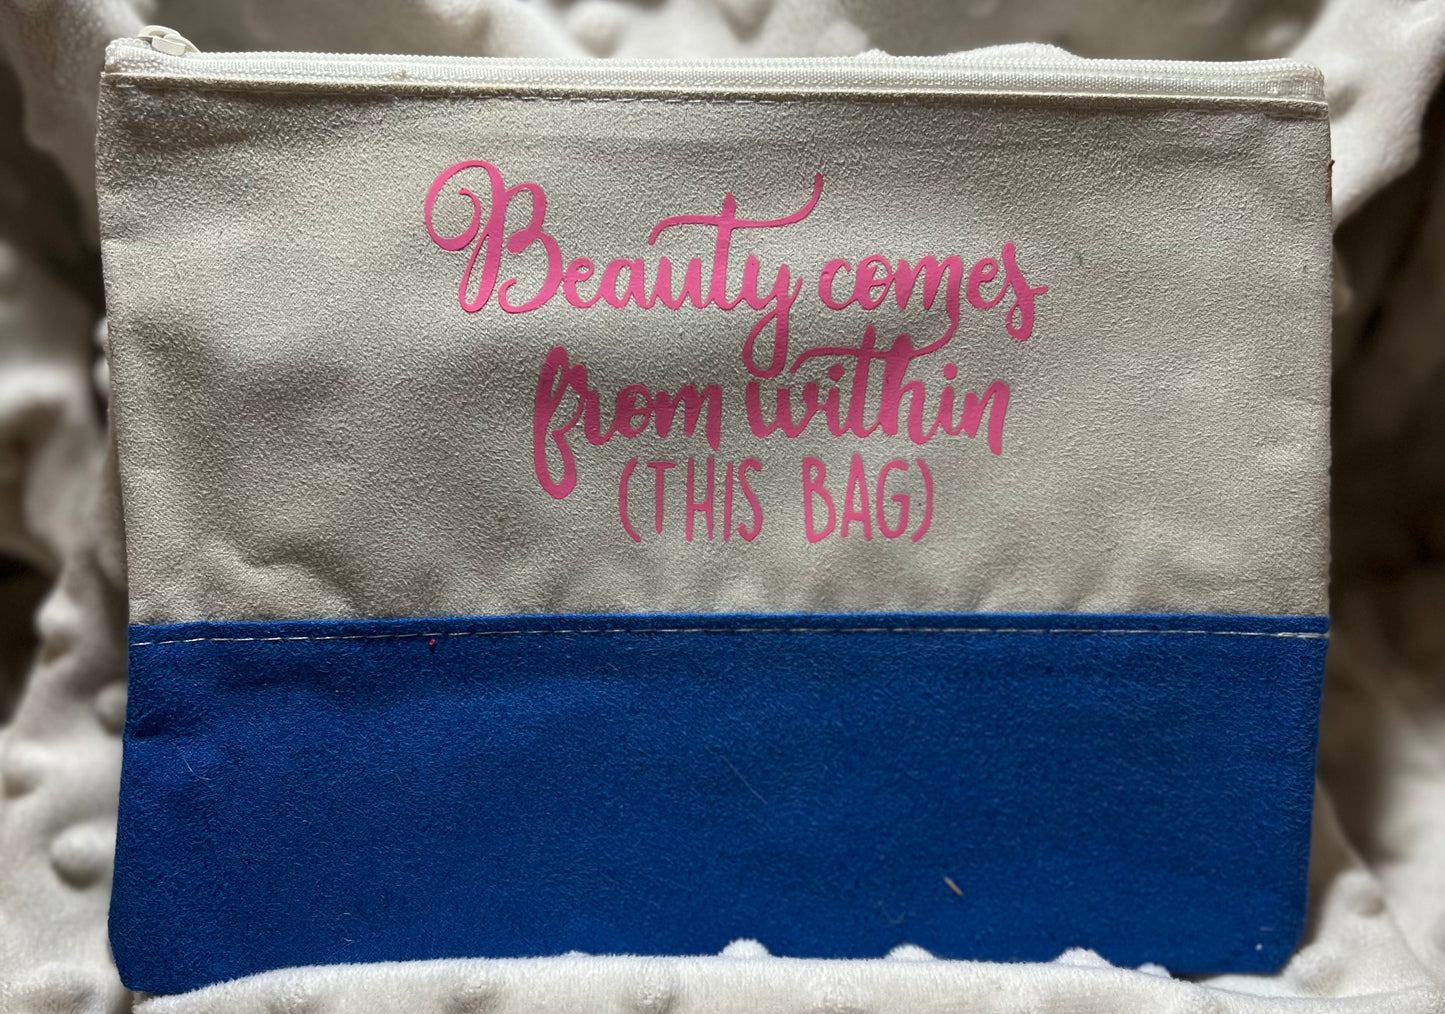 Beauty comes
from within
(THIS BAG)